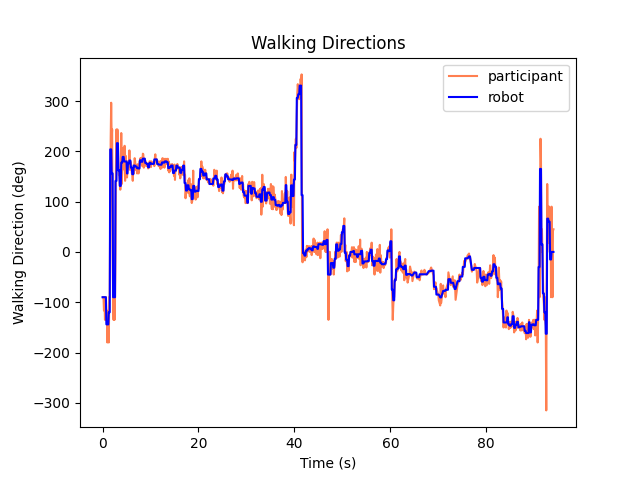 Walking Directions
participant
robot
Walking Direction (deg)
300
200
100
0
−100
−200
−300
0
20
40
60
80
Time (s)